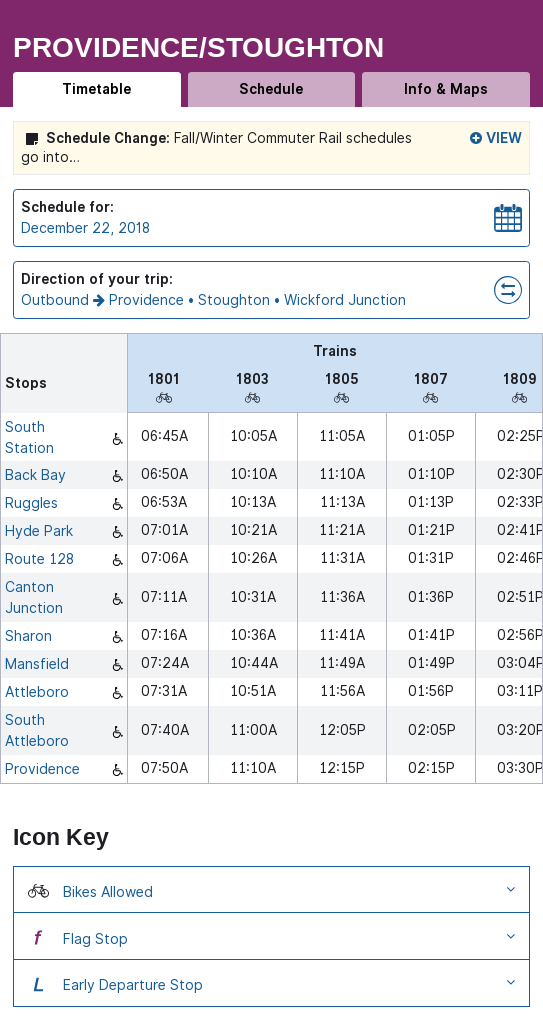 PROVIDENCE/STOUGHTON
Timetable Schedule Info & Maps
Schedule Change: Fall/Winter Commuter Rail schedules VIEW
go into...
Schedule for:
December 22, 2018
Direction of your trip:
Outbound Providence • Stoughton • Wickford Junction
Trains
Stops 1801 1803 1805 1807 1809
South
Station 06:45A 10:05A 11:05A 01:05P 02:25P
Back Bay 06:50A 10:10A 11:10A 01:10P 02:30P
Ruggles 06:53A 10:13A 11:13A 01:13P 02:33P
Hyde Park 07:01A 10:21A 11:21A 01:21P 02:41P
Route 128 07:06A 10:26A 11:31A 01:31P 02:46P
Canton
Junction 07:11A 10:31A 11:36A 01:36P 02:51P
Sharon 07:16A 10:36A 11:41A 01:41P 02:56P
Mansfield 07:24A 10:44A 11:49A 01:49P 03:04P
Attleboro 07:31A 10:51A 11:56A 01:56P 03:11P
South
Attleboro 07:40A 11:00A 12:05P 02:05P 03:20P
Providence 07:50A 11:10A 12:15P 02:15P 03:30P
Icon Key
Bikes Allowed
f Flag Stop
L Early Departure Stop